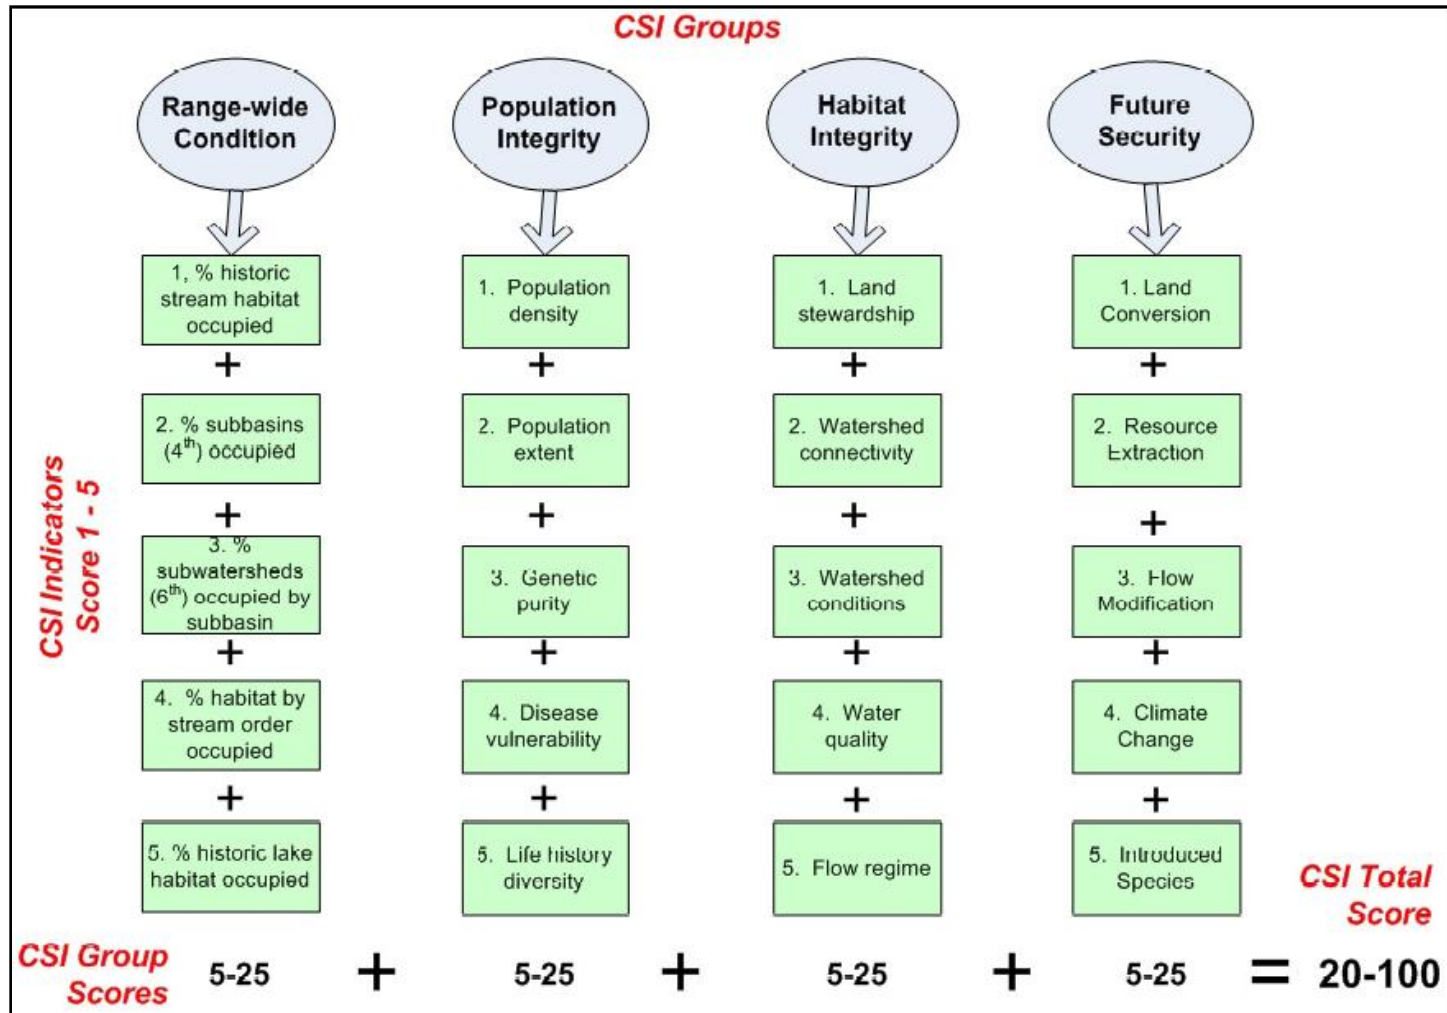 CSI Groups
Range-wide
Condition
Population
Integrity
Habitat
Integrity
Future
Security
CSI Indicators
Score 1 - 5
1, % historic
stream habitat
occupied
+
2. % subbasins
(4th) occupied
+
3. %
subwatersheds
(6th) occupied by
subbasin
+
4. % habitat by
stream order
occupied
+
5. % historic lake
habitat occupied
1. Population
density
+
2. Population
extent
+
3. Genetic
purity
+
4. Disease
vulnerability
+
5. Life history
diversity
1. Land
stewardship
+
2. Watershed
connectivity
+
3. Watershed
conditions
+
4. Water
quality
+
5. Flow regime
1. Land
Conversion
+
2. Resource
Extraction
+
3. Flow
Modification
+
4. Climate
Change
+
5. Introduced
Species
CSI Total
Score
CSI Group
Scores
5-25 + 5-25 + 5-25 + 5-25 = 20-100